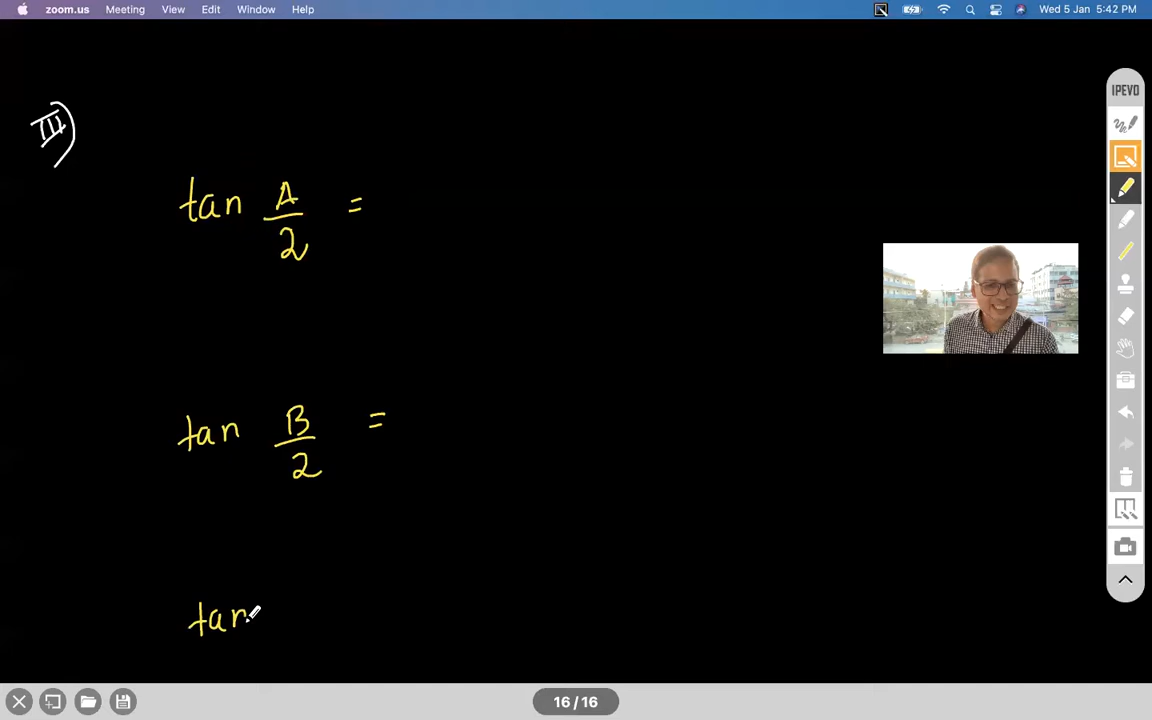 zoom.us Meeting View Edit Window Help Wed 5 Jan 5:42 PM
IPEVO
III)
tan A/2 =
tan B/2 =
tan
16/16